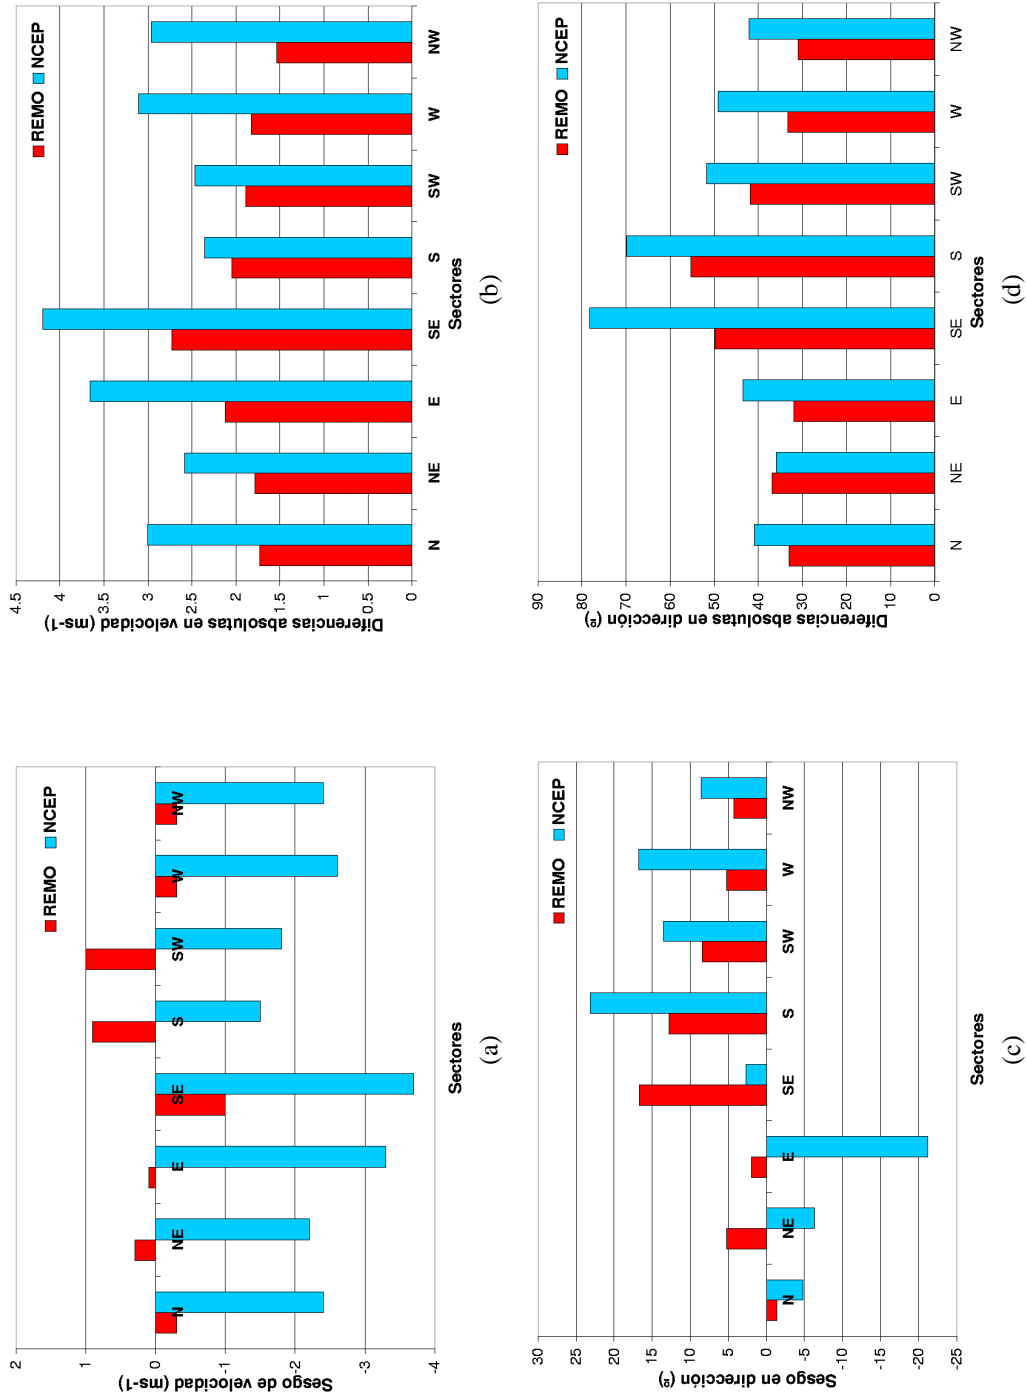 REMO NCEP
2
1
0
-1
-2
-3
-4
Sesgo de velocidad (ms-1)
N NE E SE S SW W NW
Sectores
(a)
REMO NCEP
4.5
4
3.5
3
2.5
2
1.5
1
0.5
0
Diferencias absolutas en velocidad (ms-1)
N NE E SE S SW W NW
Sectores
(b)
REMO NCEP
30
25
20
15
10
5
0
-5
-10
-15
-20
-25
Sesgo en dirección (º)
N NE E SE S SW W NW
Sectores
(c)
REMO NCEP
90
80
70
60
50
40
30
20
10
0
Diferencias absolutas en dirección (º)
N NE E SE S SW W NW
Sectores
(d)